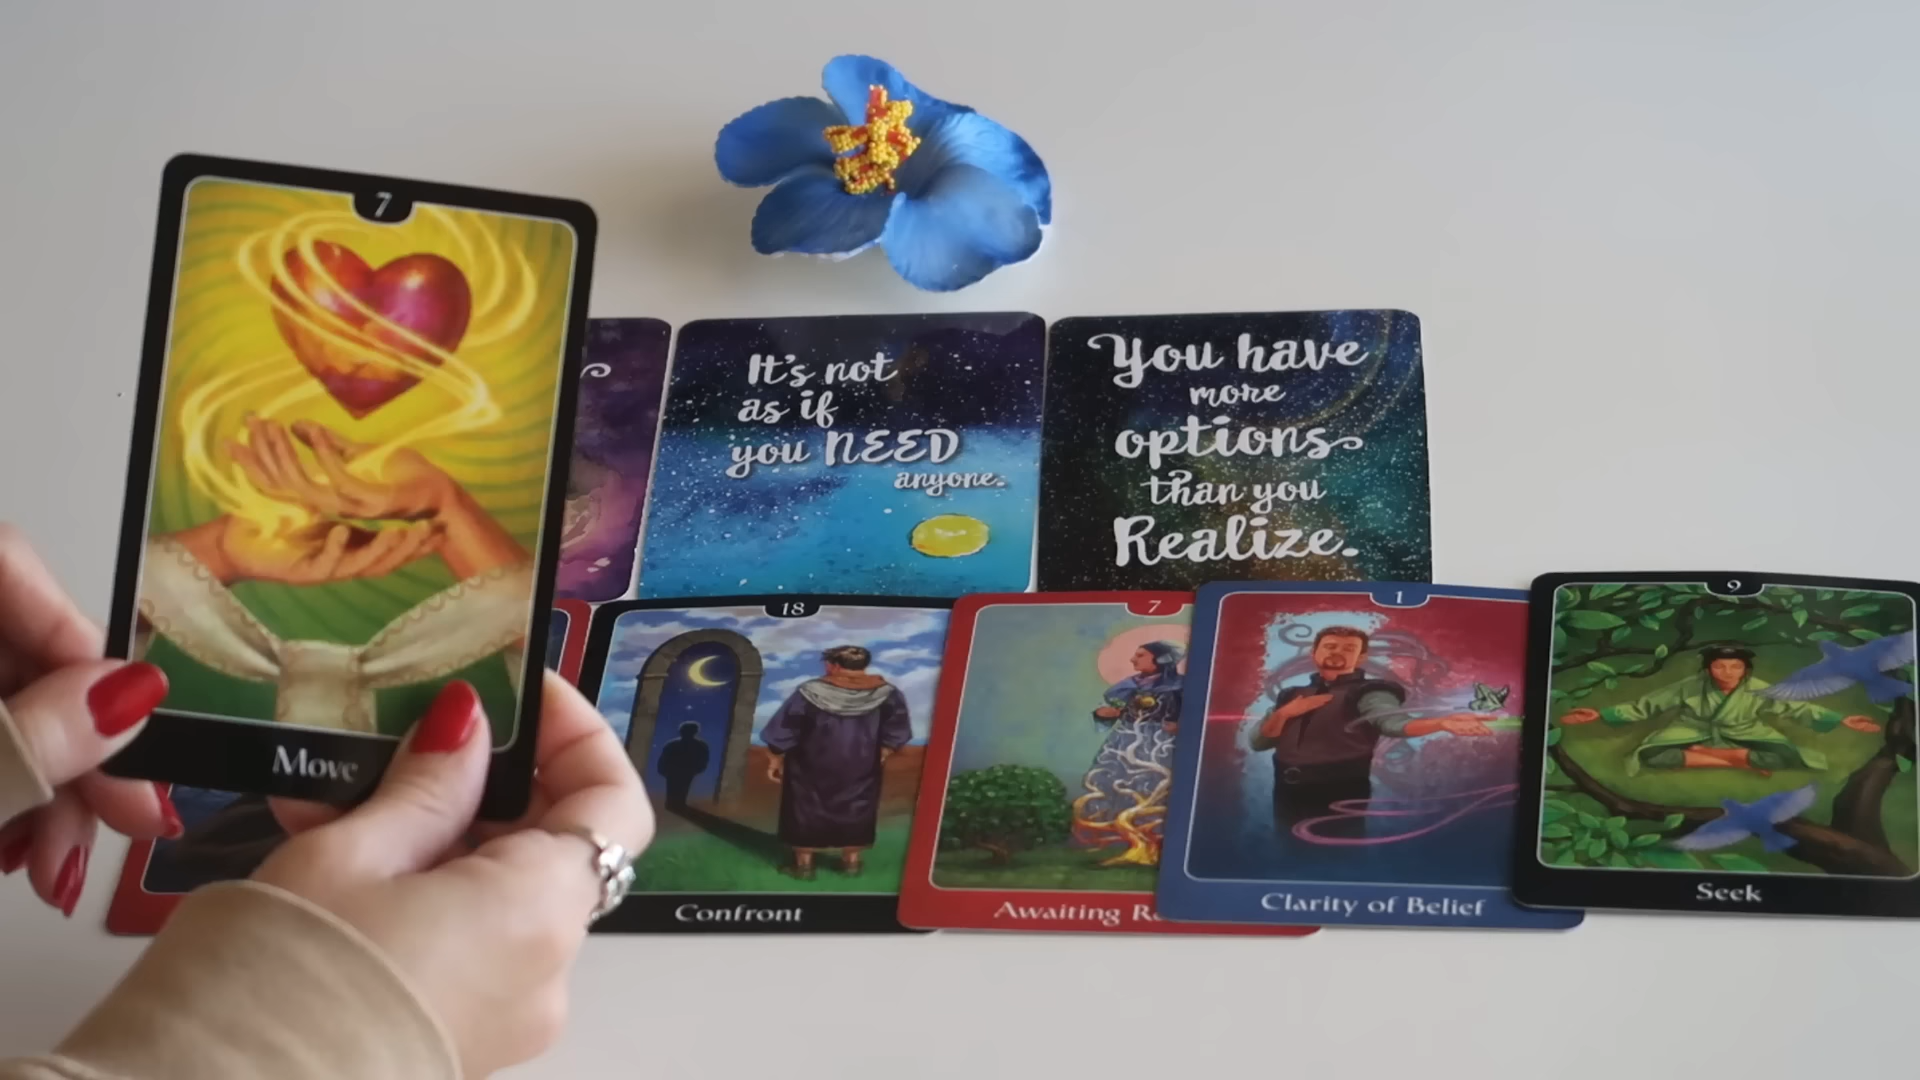 7
Move
It's not
as if
you NEED
anyone.
You have
more
options
than you
Realize.
18
Confront
7
Awaiting
1
Clarity of Belief
9
Seek